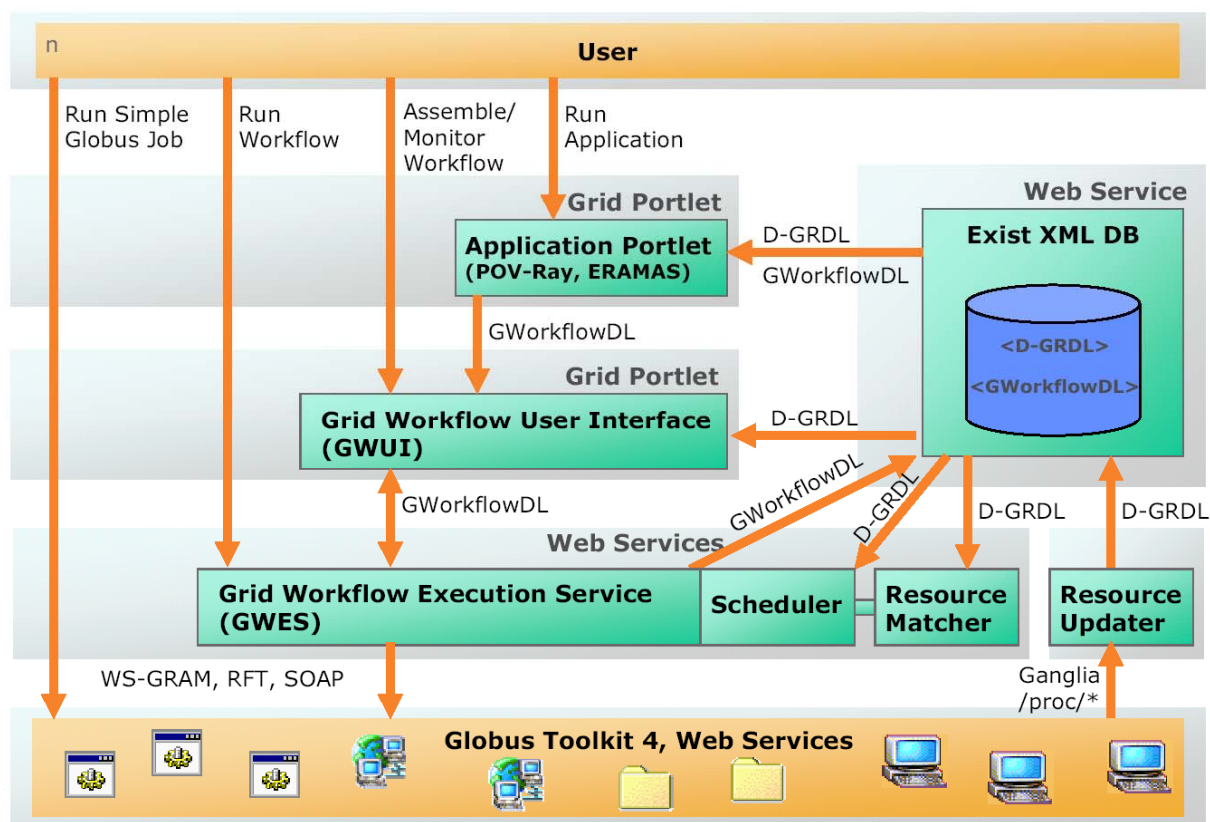 n
User
Run Simple
Globus Job
Run
Workflow
Assemble/
Monitor
Workflow
Run
Application
Grid Portlet
Application Portlet
(POV-Ray, ERAMAS)
D-GRDL
GWorkflowDL
Web Service
Exist XML DB
<D-GRDL>
<GWorkflowDL>
GWorkflowDL
Grid Portlet
Grid Workflow User Interface
(GWUI)
D-GRDL
GWorkflowDL
GWorkflowDL
D-GRDL
D-GRDL
D-GRDL
Web Services
Grid Workflow Execution Service
(GWES)
Scheduler
Resource
Matcher
Resource
Updater
WS-GRAM, RFT, SOAP
Ganglia
/proc/*
Globus Toolkit 4, Web Services